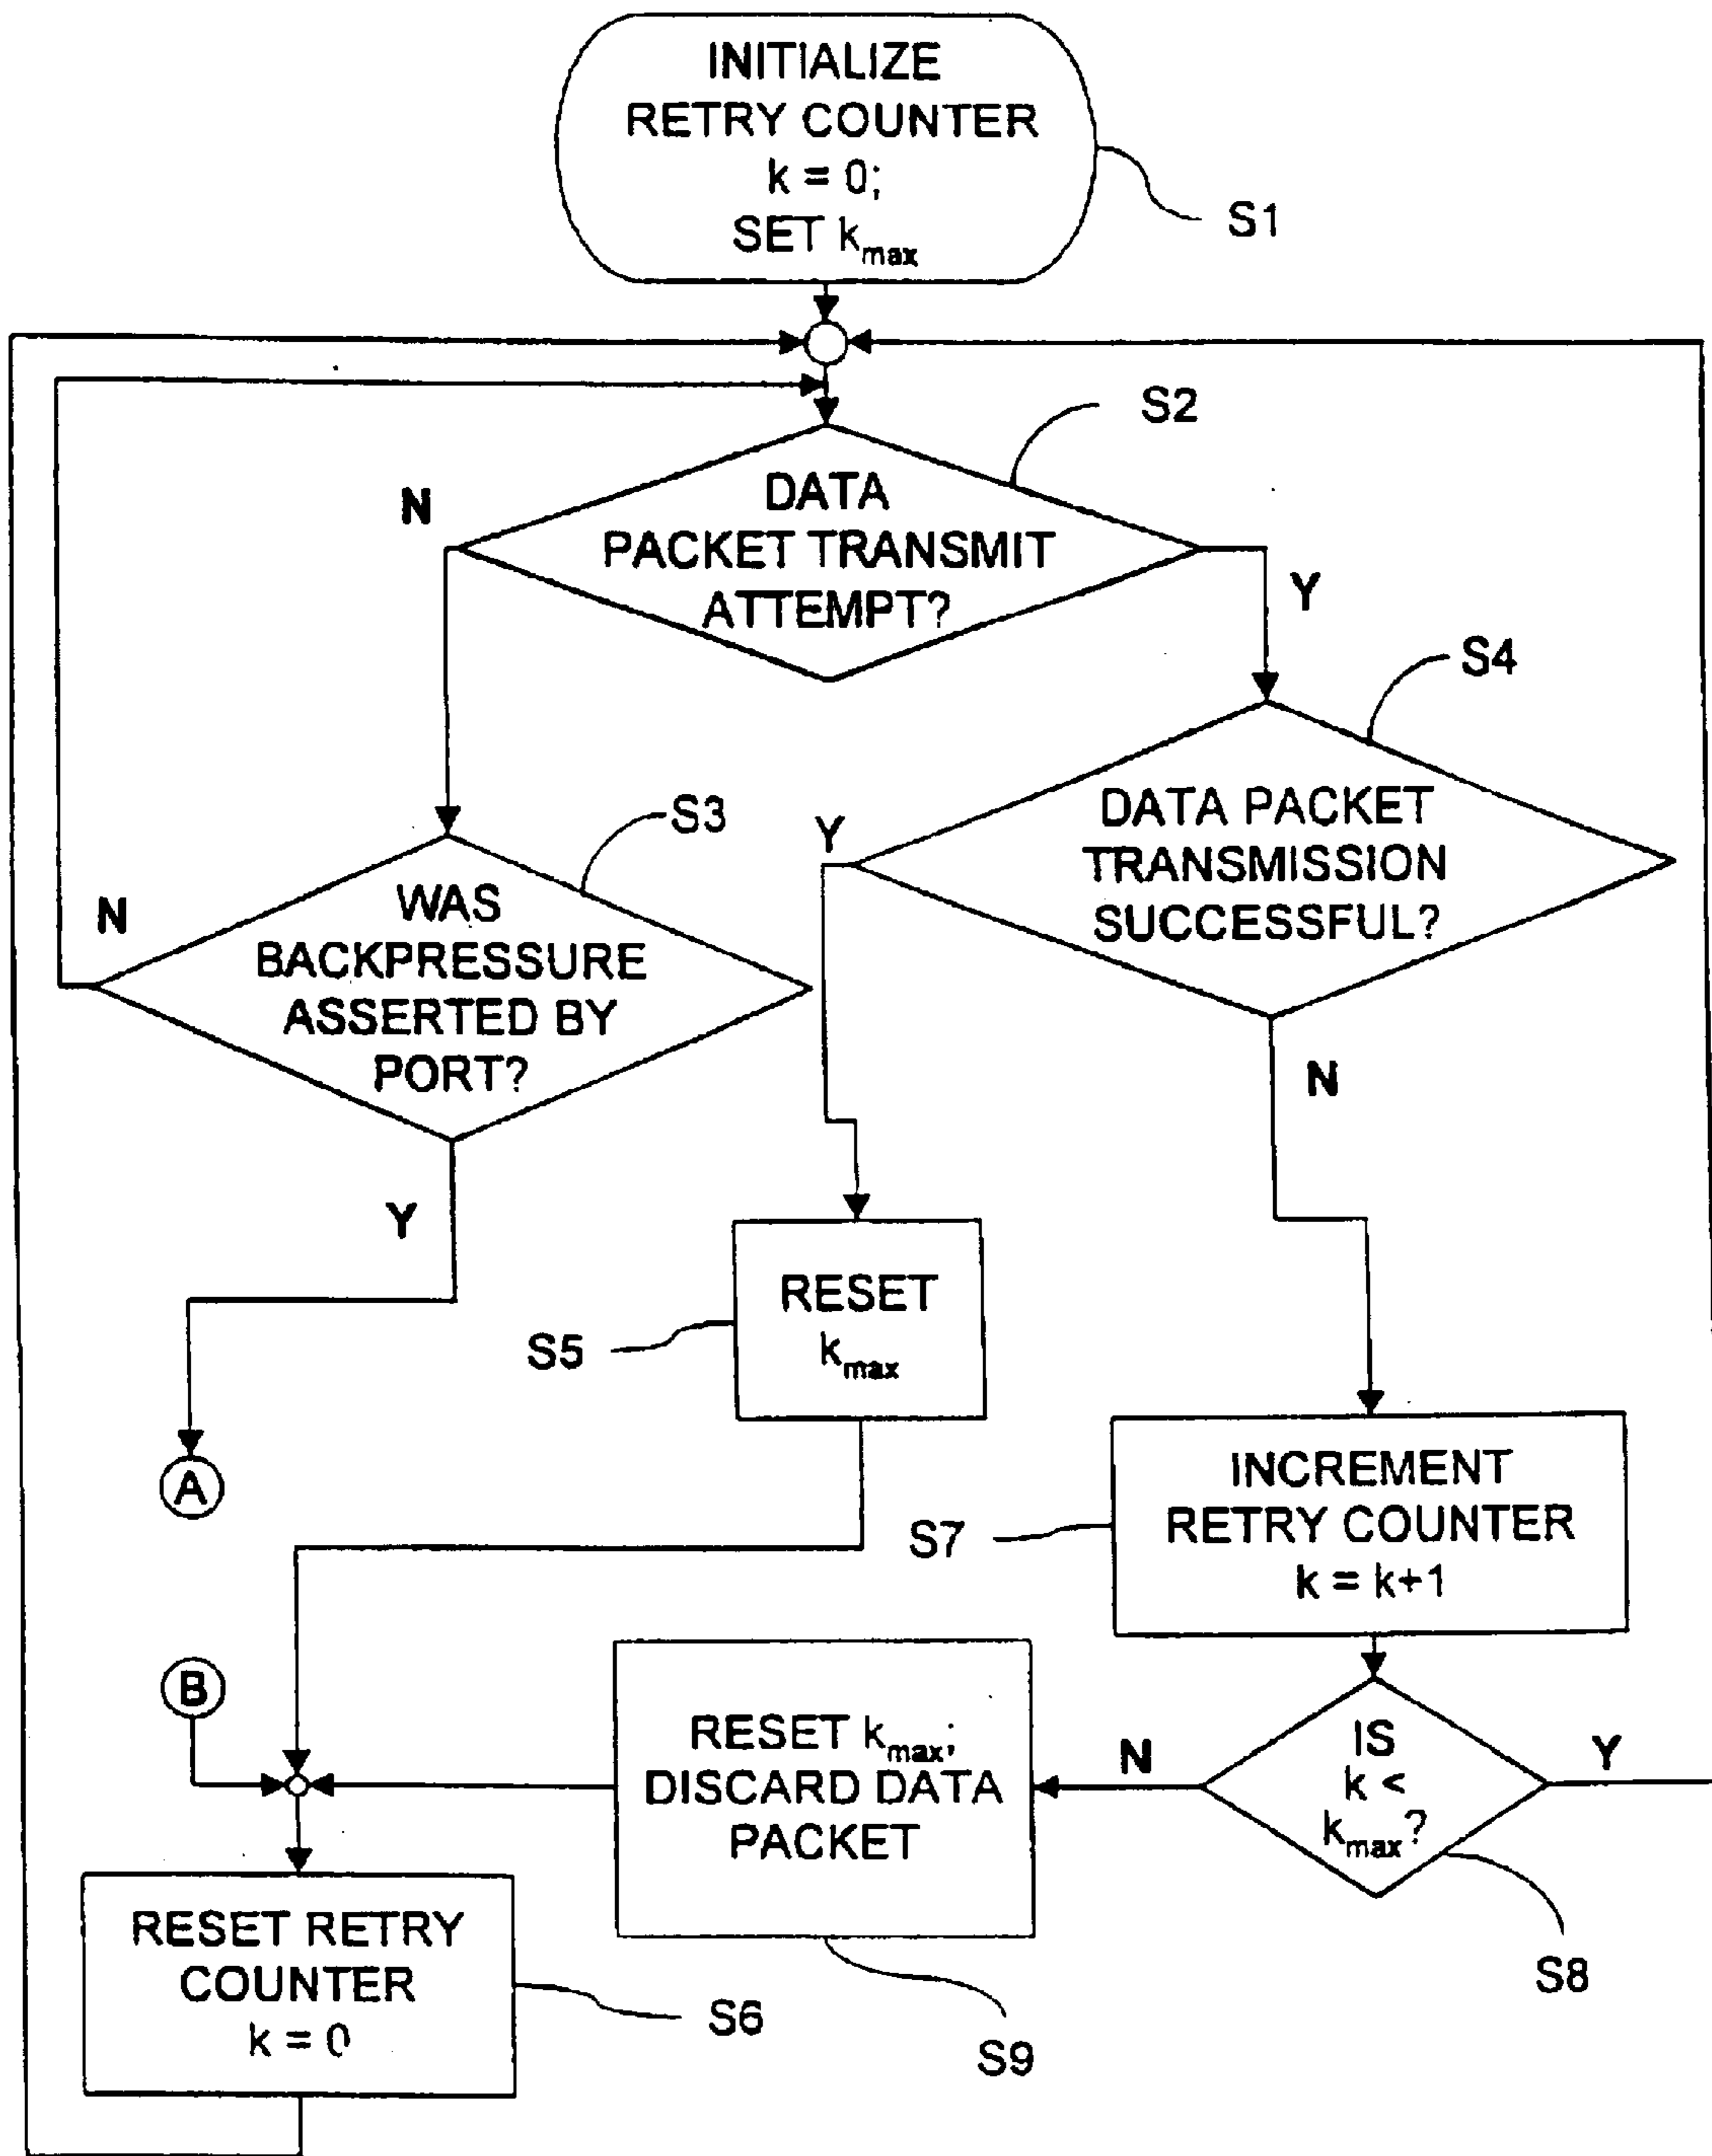 INITIALIZE
RETRY COUNTER
k = 0;
SET kmax
S1
S2
DATA
PACKET TRANSMIT
ATTEMPT?
N
Y
S4
DATA PACKET
TRANSMISSION
SUCCESSFUL?
Y
N
S3
WAS
BACKPRESSURE
ASSERTED BY
PORT?
N
Y
A
RESET
kmax
S5
INCREMENT
RETRY COUNTER
k = k+1
S7
B
RESET kmax;
DISCARD DATA
PACKET
N
IS
k <
kmax?
Y
S8
S9
RESET RETRY
COUNTER
k = 0
S6